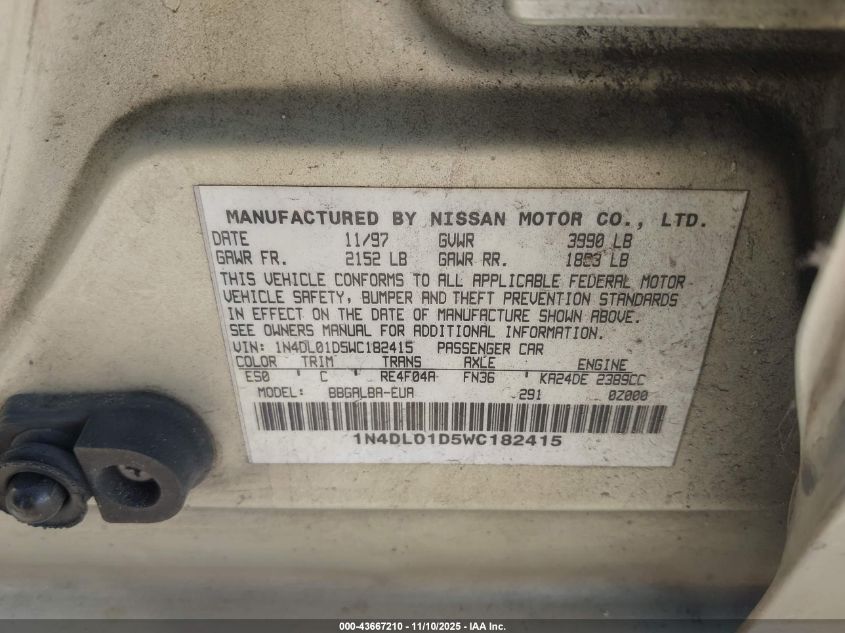 MANUFACTURED BY NISSAN MOTOR CO., LTD.
DATE 11/97 GVWR 3990 LB
GAWR FR. 2152 LB GAWR RR. LB
THIS VEHICLE CONFORMS TO ALL APPLICABLE FEDERAL MOTOR
VEHICLE SAFETY, BUMPER AND THEFT PREVENTION STANDARDS
IN EFFECT ON THE DATE OF MANUFACTURE SHOWN ABOVE.
SEE OWNERS MANUAL FOR ADDITIONAL INFORMATION.
VIN: 1N4DL01D5WC182415 PASSENGER CAR
COLOR TRIM TRANS AXLE ENGINE
ES0 C RE4F04A FN36 KA24DE 2389CC
MODEL: BBGALBA-EUA 291 0Z000
1N4DL01D5WC182415
000-43667210 - 11/10/2025 - IAA Inc.